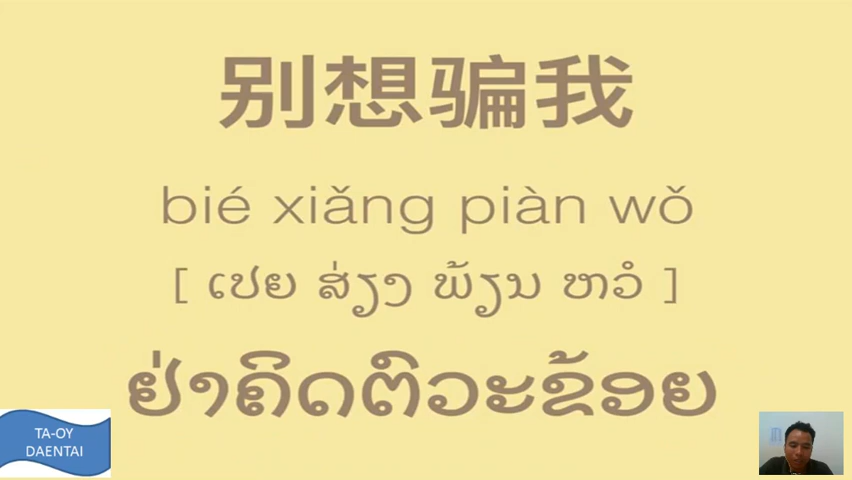 别想骗我
bié xiǎng piàn wǒ
[ ເປຍ ສ່ຽງ ພ້ຽນ ຫວໍ ]
ຢ່າຄິດຕົວະຂ້ອຍ
TA-OY
DAENTAI